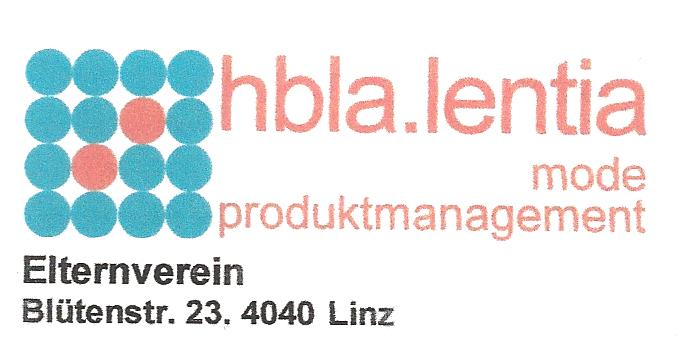 hbla.lentia
mode
produktmanagement
Elternverein
Blütenstr. 23, 4040 Linz